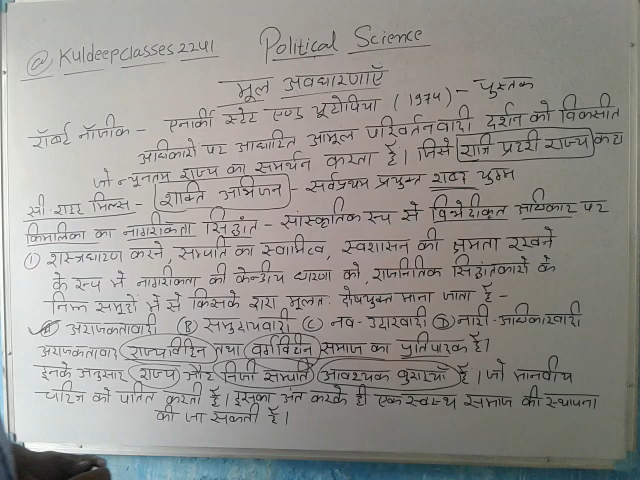 @ Kuldeepclasses2241 Political Science
मूल अवधारणाएँ
रॉबर्ट नॉजीक - एनार्की स्टेट एण्ड यूटोपिया (1974) - पुस्तक
अधिकारो पर आधारित आमूल परिवर्तनवादी दर्शन को विकसीत
जो न्यूनतम राज्य का समर्थन करता है। जिसे रात्रि प्रहरी राज्य कहा
सी. राइट मिल्स - शक्ति अभिजन - सर्वप्रथम प्रयुक्त शब्द युग्म
किमलिका का नागरीकता सिद्धांत - सांस्कृतिक रूप से विभेदीकृत अधिकार पर
① शस्त्रधारण करने, सम्पति का स्वामित्व, स्वशासन की क्षमता रखने
के रूप में नागरीकता की केन्द्रीय धारणा को, राजनितिक सिद्धांतकारो के
निम्न समूहो में से किसके द्वारा मूलत: दोषयुक्त माना जाता है -
अराजकतावादी Ⓑ समुदायवादी Ⓒ नव-उदारवादी Ⓓ नारी-अधिकारवादी
अराजकतावाद राज्यविहिन तथा वर्गविहिन समाज का प्रतिपादक है।
इनके अनुसार राज्य और निजी सम्पति आवश्यक बुराइयाँ है। जो मानवीय
चरित्र को पतित करती है। इसका अंत करके ही एक स्वस्थ समाज की स्थापना
की जा सकती है।